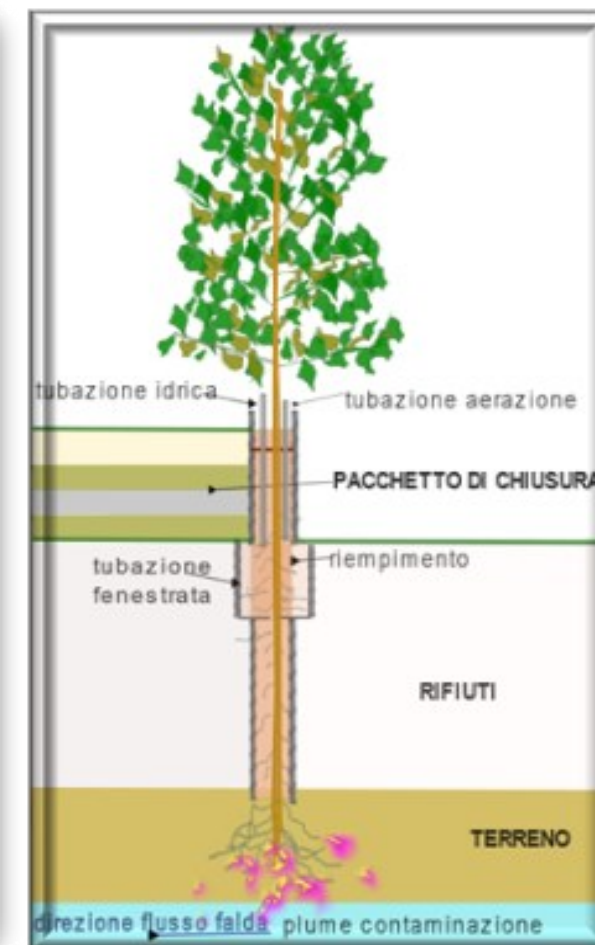 tubazione idrica
tubazione aerazione
PACCHETTO DI CHIUSURA
tubazione
fenestrata
riempimento
RIFIUTI
TERRENO
direzione flusso falda plume contaminazione